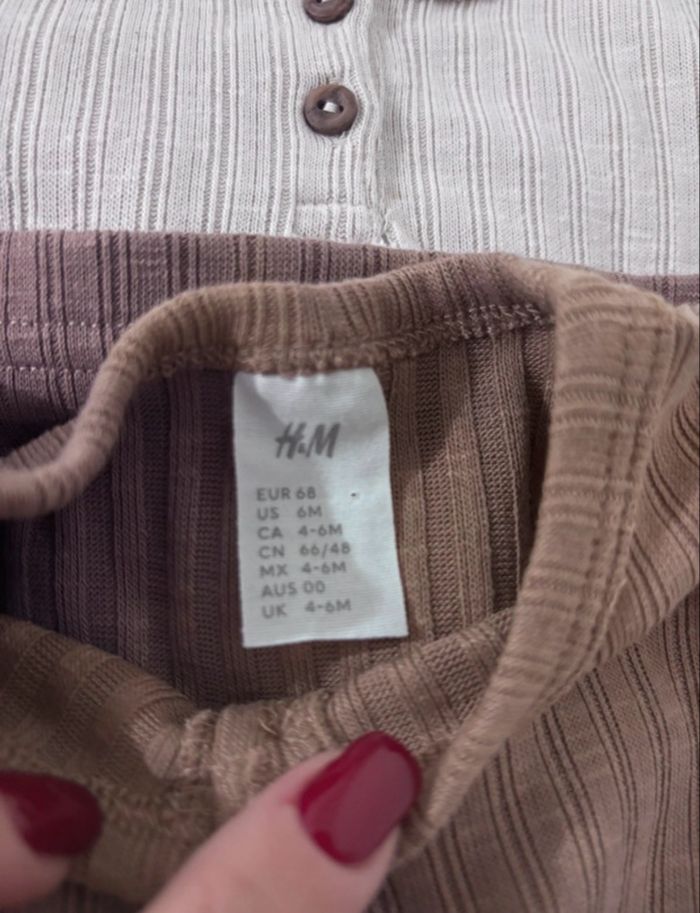 H&M
EUR 68
US 6M
CA 4-6M
CN 66/48
MX 4-6M
AUS 00
UK 4-6M